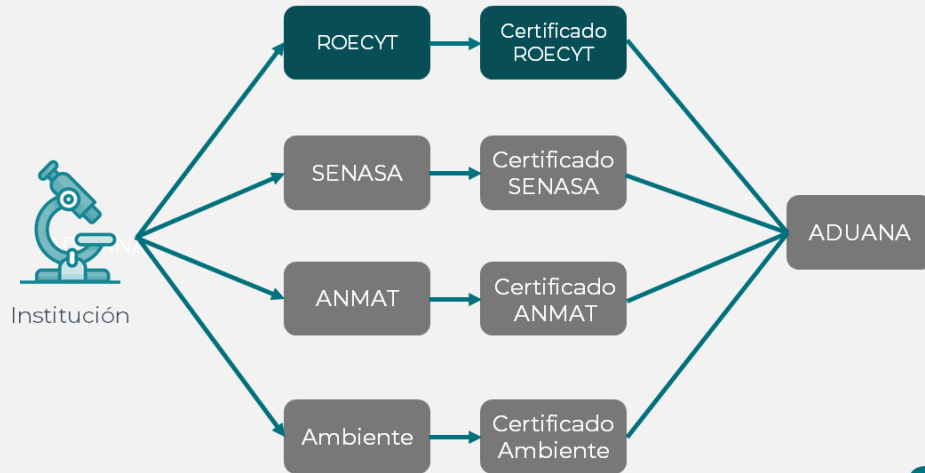 ROECYT
Certificado
ROECYT
SENASA
Certificado
SENASA
ADUANA
Institución
ANMAT
Certificado
ANMAT
Ambiente
Certificado
Ambiente